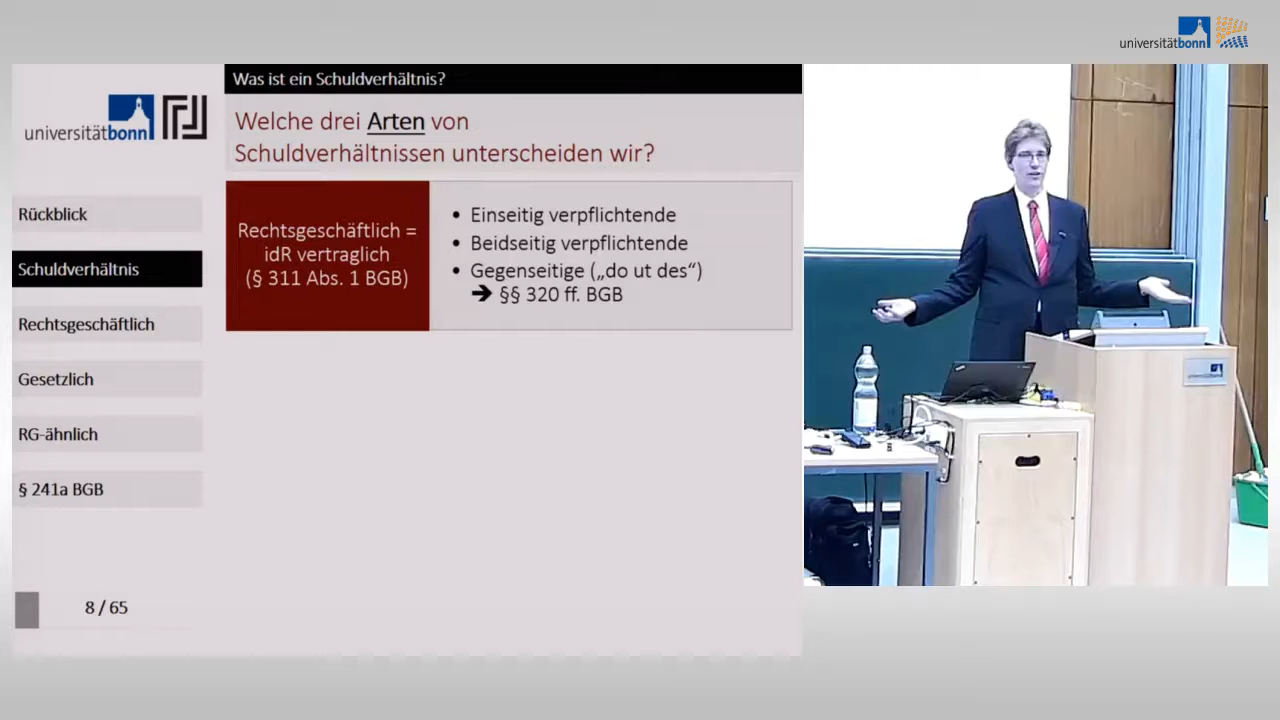 universitätbonn
Was ist ein Schuldverhältnis?
universitätbonn
Welche drei Arten von
Schuldverhältnissen unterscheiden wir?
Rückblick
Schuldverhältnis
Rechtsgeschäftlich
Gesetzlich
RG-ähnlich
§ 241a BGB
8 / 65
Rechtsgeschäftlich =
idR vertraglich
(§ 311 Abs. 1 BGB)
• Einseitig verpflichtende
• Beidseitig verpflichtende
• Gegenseitige („do ut des“)
➔ §§ 320 ff. BGB